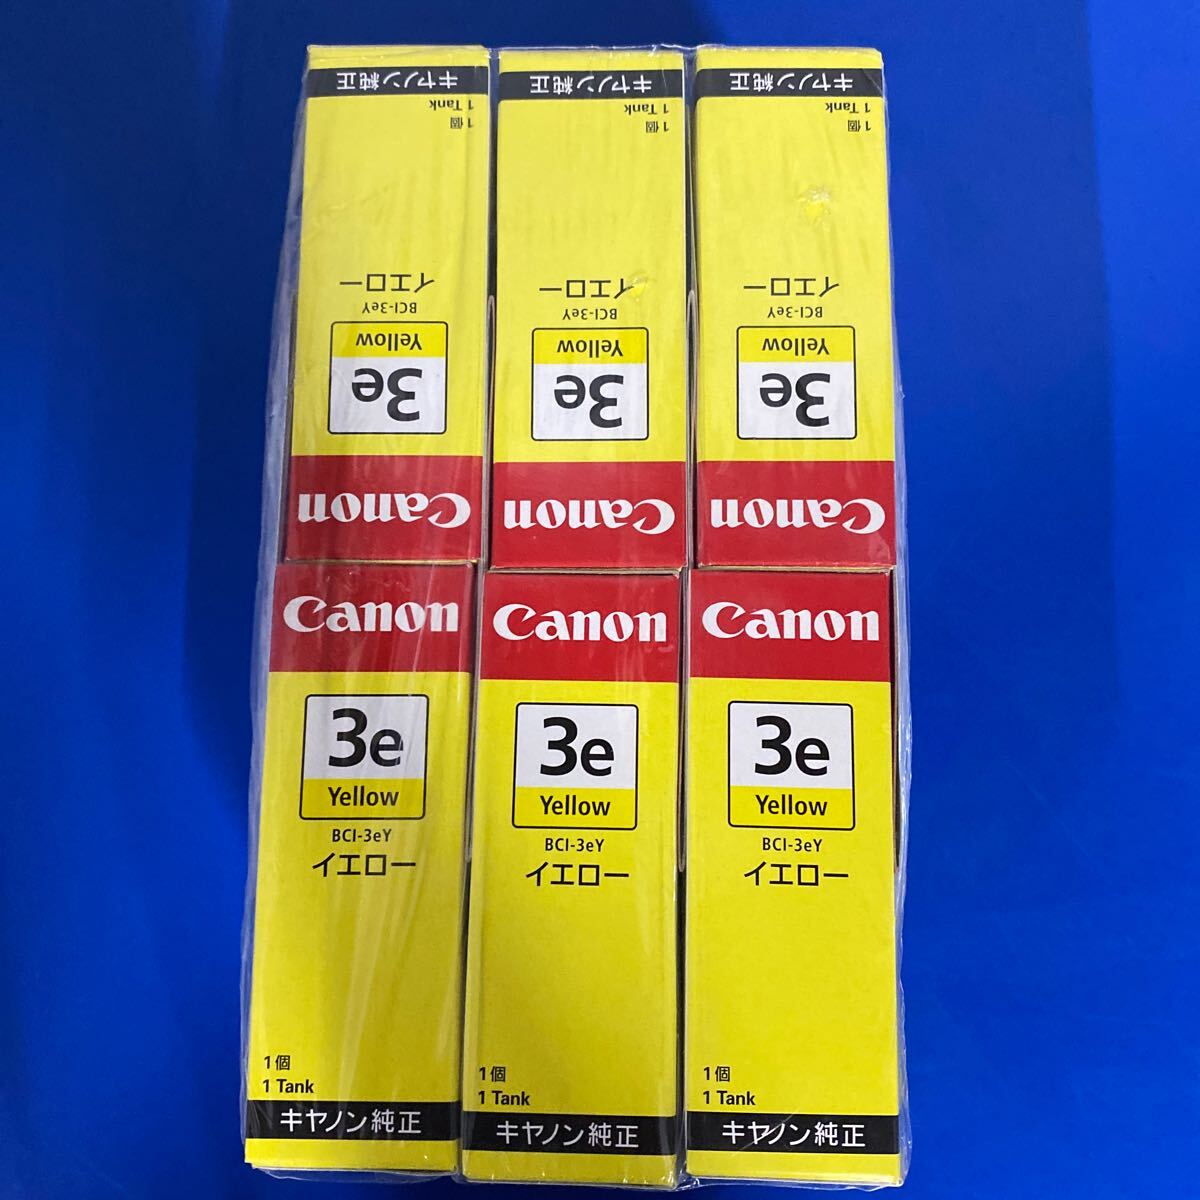 キヤノン純正
1個
1 Tank
イエロー
BCI-3eY
Yellow
3e
Canon
キヤノン純正
1個
1 Tank
イエロー
BCI-3eY
Yellow
3e
Canon
キヤノン純正
1個
1 Tank
イエロー
BCI-3eY
Yellow
3e
Canon
Canon
3e
Yellow
BCI-3eY
イエロー
1個
1 Tank
キヤノン純正
Canon
3e
Yellow
BCI-3eY
イエロー
1個
1 Tank
キヤノン純正
Canon
3e
Yellow
BCI-3eY
イエロー
1個
1 Tank
キヤノン純正